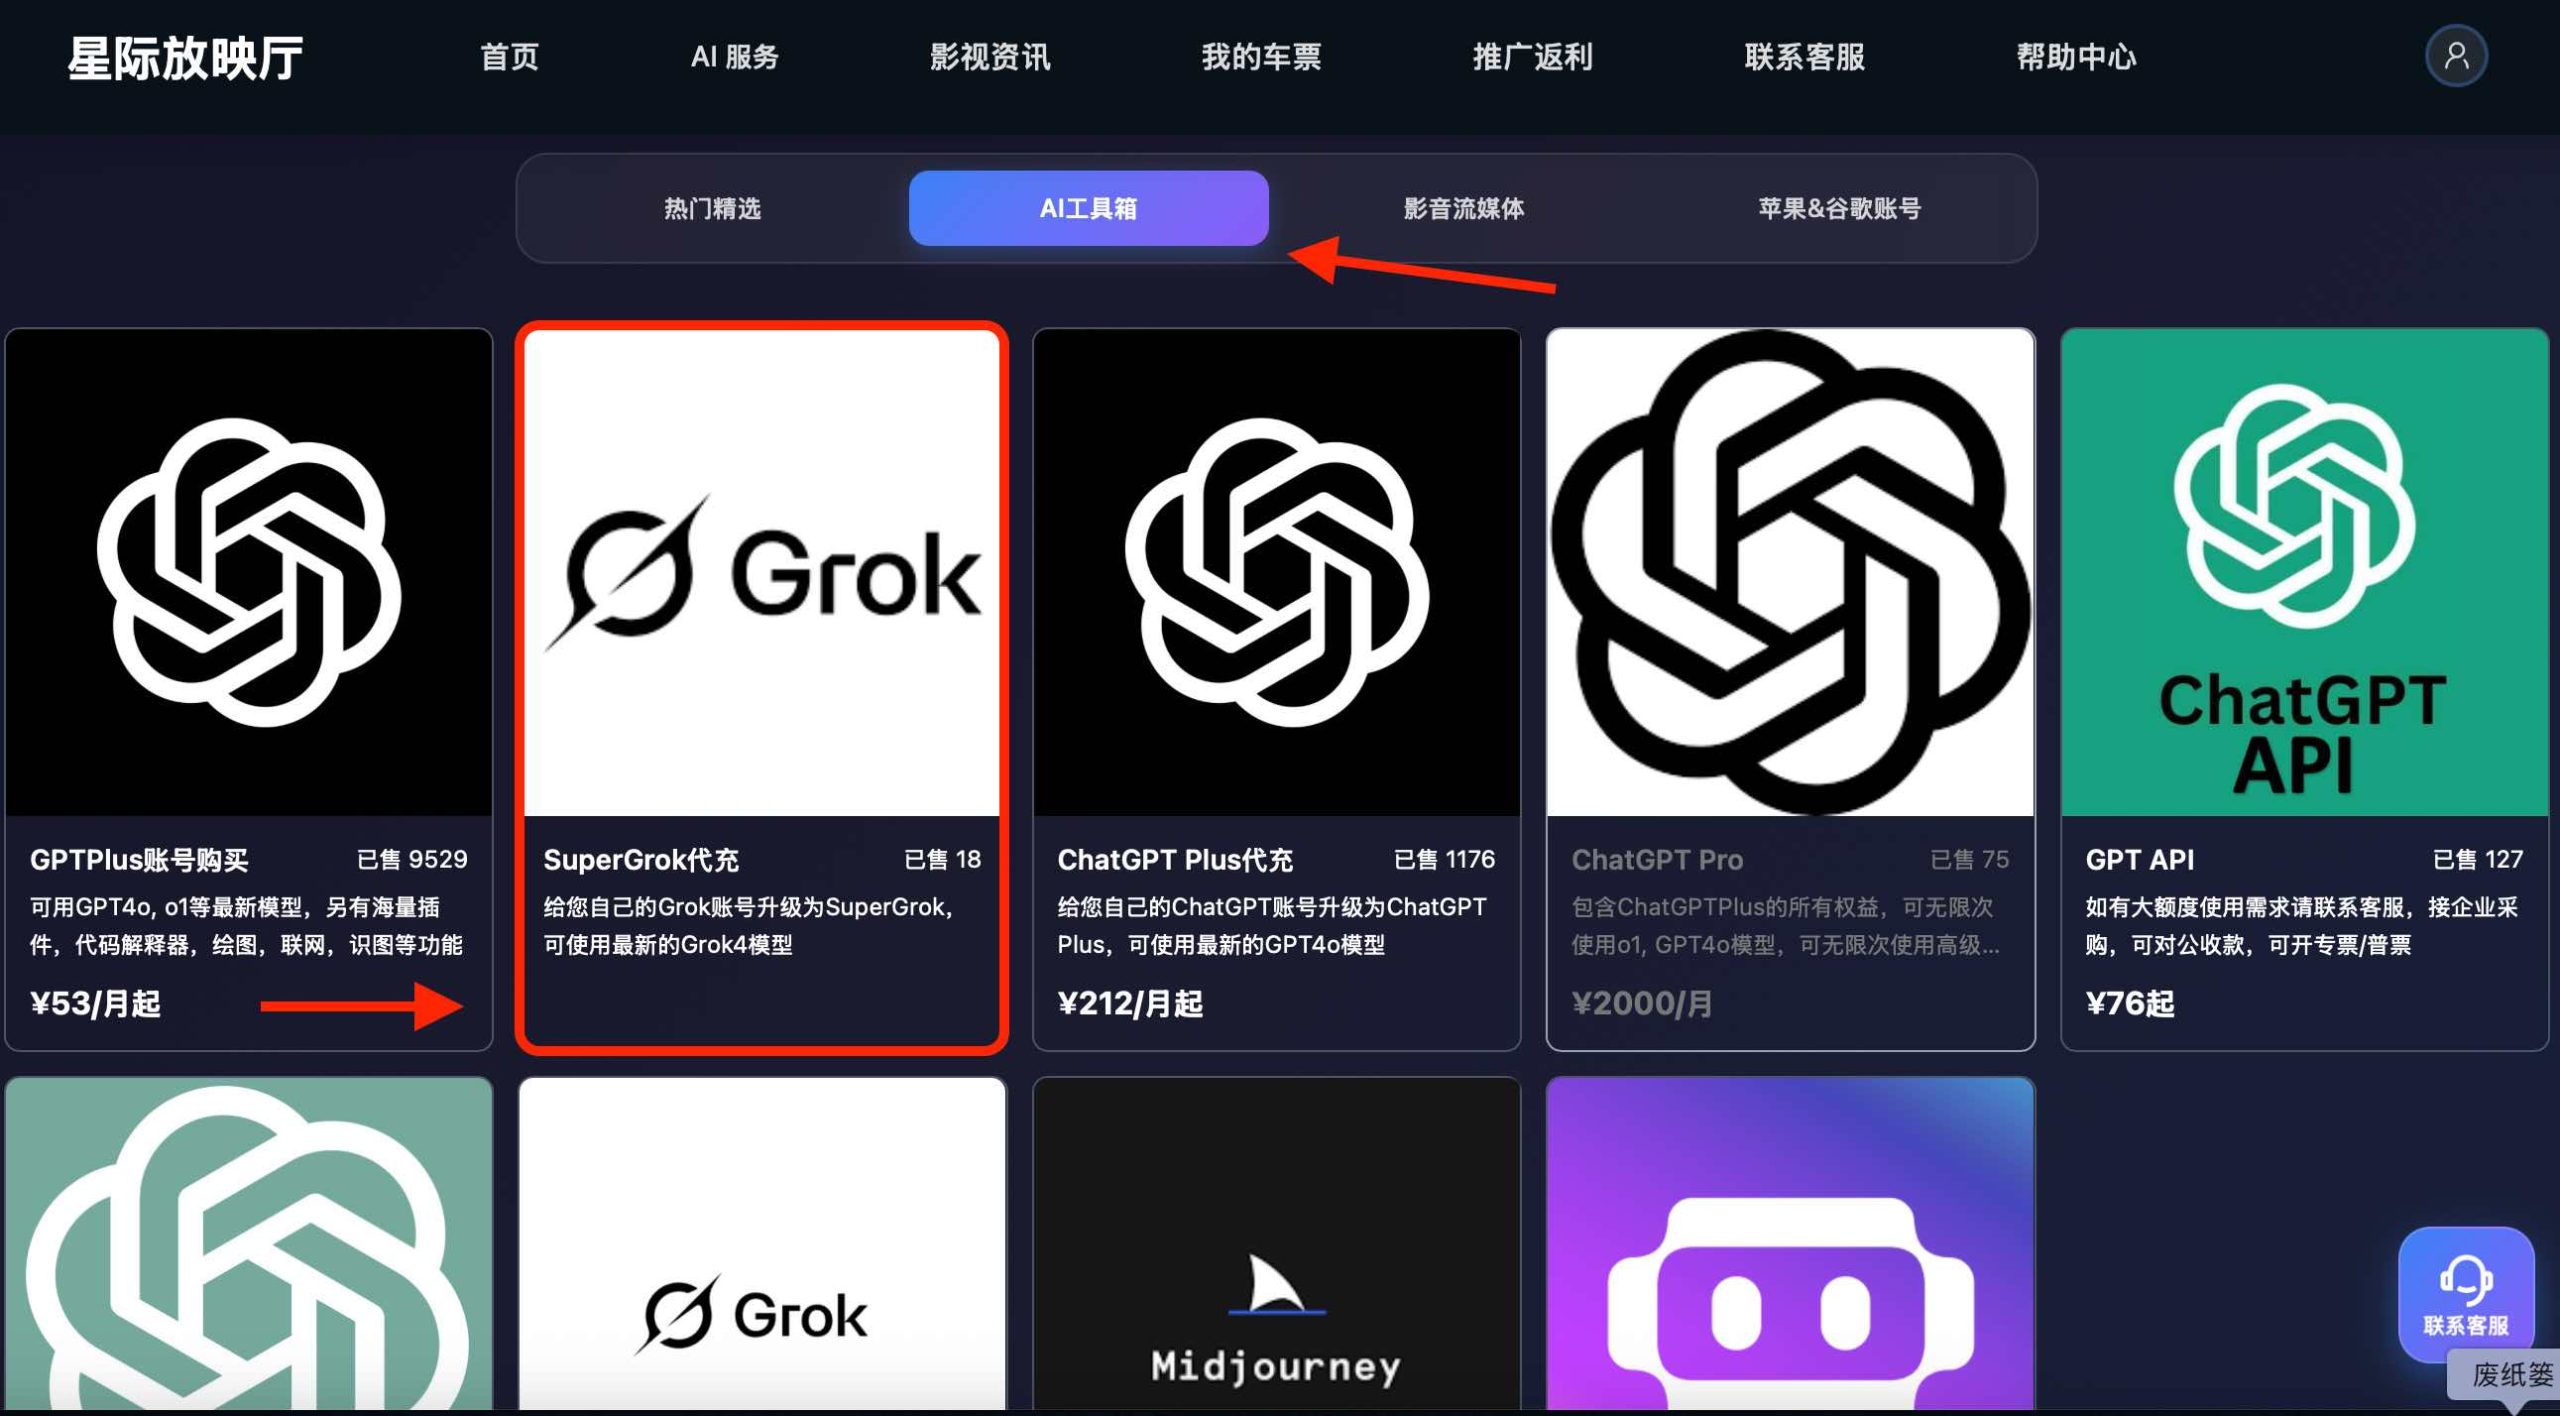 星际放映厅
首页
AI 服务
影视资讯
我的车票
推广返利
联系客服
帮助中心
热门精选
AI工具箱
影音流媒体
苹果&谷歌账号
Grok
ChatGPT
API
GPTPlus账号购买
已售 9529
可用GPT4o, o1等最新模型，另有海量插
件，代码解释器，绘图，联网，识图等功能
¥53/月起
SuperGrok代充
已售 18
给您自己的Grok账号升级为SuperGrok，
可使用最新的Grok4模型
ChatGPT Plus代充
已售 1176
给您自己的ChatGPT账号升级为ChatGPT
Plus，可使用最新的GPT4o模型
¥212/月起
ChatGPT Pro
已售 75
包含ChatGPTPlus的所有权益，可无限次
使用o1, GPT4o模型，可无限次使用高级...
¥2000/月
GPT API
已售 127
如有大额度使用需求请联系客服，接企业采
购，可对公收款，可开专票/普票
¥76起
Grok
Midjourney
联系客服
废纸篓